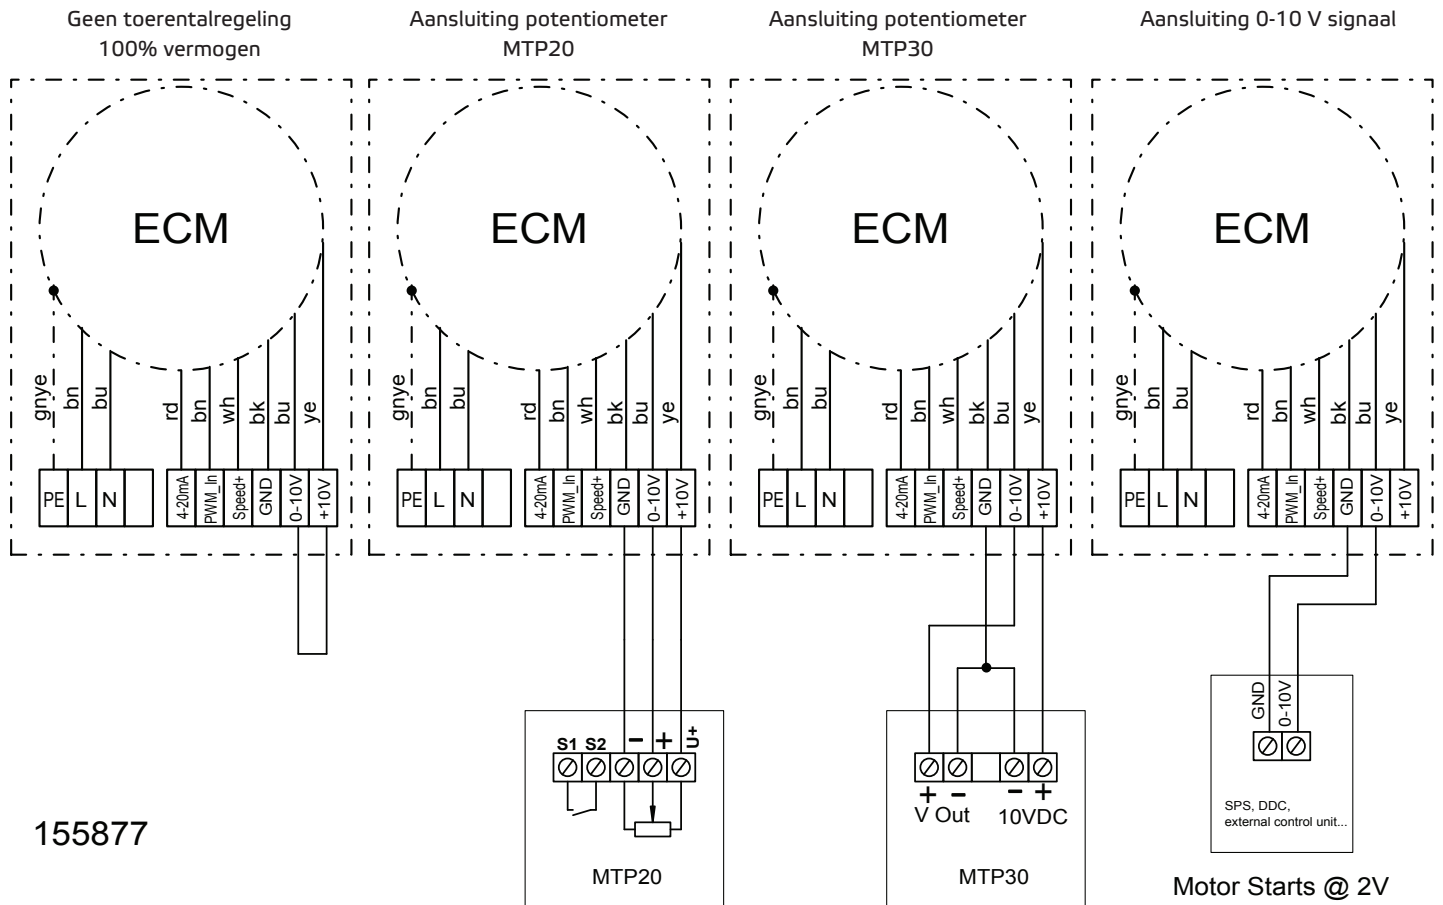 Geen toerentalregeling
100% vermogen
Aansluiting potentiometer
MTP20
Aansluiting potentiometer
MTP30
Aansluiting 0-10 V signaal
ECM
ECM
ECM
ECM
gnye bn bu rd bn wh bk bu ye
gnye bn bu rd bn wh bk bu ye
gnye bn bu rd bn wh bk bu ye
gnye bn bu rd bn wh bk bu ye
PE L N 4-20mA PWM_In Speed+ GND 0-10V +10V
PE L N 4-20mA PWM_In Speed+ GND 0-10V +10V
PE L N 4-20mA PWM_In Speed+ GND 0-10V +10V
PE L N 4-20mA PWM_In Speed+ GND 0-10V +10V
S1 S2 - + U+
MTP20
+ - - +
V Out 10VDC
MTP30
GND 0-10V
SPS, DDC,
external control unit...
Motor Starts @ 2V
155877